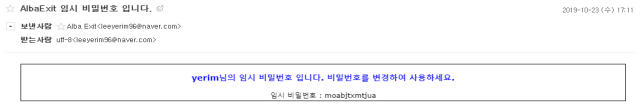 AlbaExit 임시 비밀번호 입니다.
2019-10-23 (수) 17:11
보낸사람 Alba Exit<leeyerim96@naver.com>
받는사람 utf-8<leeyerim96@naver.com>
yerim님의 임시 비밀번호 입니다. 비밀번호를 변경하여 사용하세요.
임시 비밀번호 : moabjtxmtjua